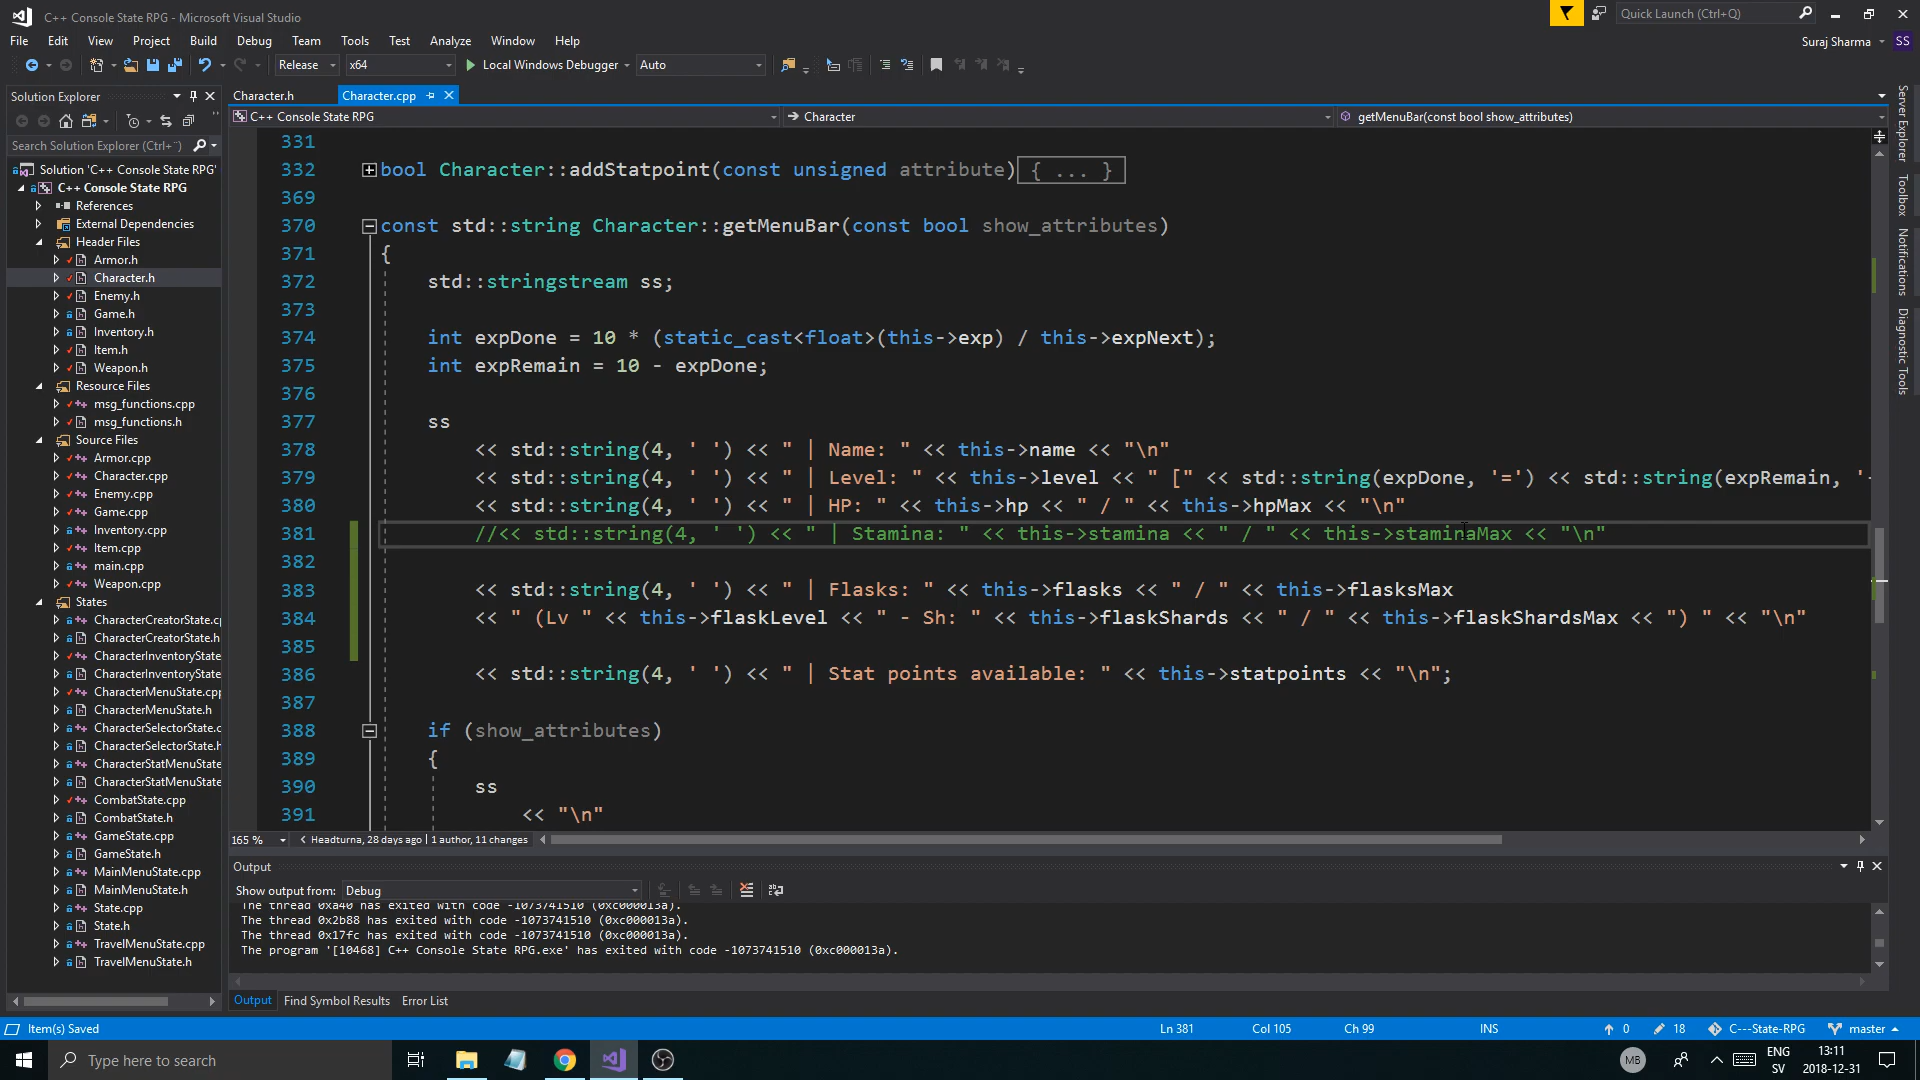 C++ Console State RPG - Microsoft Visual Studio
Quick Launch (Ctrl+Q)
File Edit View Project Build Debug Team Tools Test Analyze Window Help
Suraj Sharma SS
Release x64 Local Windows Debugger Auto
Solution Explorer
Character.h Character.cpp
C++ Console State RPG Character getMenuBar(const bool show_attributes)
Search Solution Explorer (Ctrl+¨)
Solution 'C++ Console State RPG'
C++ Console State RPG
References
External Dependencies
Header Files
Armor.h
Character.h
Enemy.h
Game.h
Inventory.h
Item.h
Weapon.h
Resource Files
msg_functions.cpp
msg_functions.h
Source Files
Armor.cpp
Character.cpp
Enemy.cpp
Game.cpp
Inventory.cpp
Item.cpp
main.cpp
Weapon.cpp
States
CharacterCreatorState.c
CharacterCreatorState.h
CharacterInventoryState
CharacterInventoryState
CharacterMenuState.cpp
CharacterMenuState.h
CharacterSelectorState.c
CharacterSelectorState.h
CharacterStatMenuState
CharacterStatMenuState
CombatState.cpp
CombatState.h
GameState.cpp
GameState.h
MainMenuState.cpp
MainMenuState.h
State.cpp
State.h
TravelMenuState.cpp
TravelMenuState.h
331
332 bool Character::addStatpoint(const unsigned attribute){ ... }
369
370 const std::string Character::getMenuBar(const bool show_attributes)
371 {
372 std::stringstream ss;
373
374 int expDone = 10 * (static_cast<float>(this->exp) / this->expNext);
375 int expRemain = 10 - expDone;
376
377 ss
378 << std::string(4, ' ') << " | Name: " << this->name << "\n"
379 << std::string(4, ' ') << " | Level: " << this->level << " [" << std::string(expDone, '=') << std::string(expRemain, '-
380 << std::string(4, ' ') << " | HP: " << this->hp << " / " << this->hpMax << "\n"
381 //<< std::string(4, ' ') << " | Stamina: " << this->stamina << " / " << this->staminaMax << "\n"
382
383 << std::string(4, ' ') << " | Flasks: " << this->flasks << " / " << this->flasksMax
384 << " (Lv " << this->flaskLevel << " - Sh: " << this->flaskShards << " / " << this->flaskShardsMax << ") " << "\n"
385
386 << std::string(4, ' ') << " | Stat points available: " << this->statpoints << "\n";
387
388 if (show_attributes)
389 {
390 ss
391 << "\n"
165 % Headturna, 28 days ago | 1 author, 11 changes
Output
Show output from: Debug
The thread 0xa40 has exited with code -1073741510 (0xc000013a).
The thread 0x2b88 has exited with code -1073741510 (0xc000013a).
The thread 0x17fc has exited with code -1073741510 (0xc000013a).
The program '[10468] C++ Console State RPG.exe' has exited with code -1073741510 (0xc000013a).
Output Find Symbol Results Error List
Server Explorer
Toolbox
Notifications
Diagnostic Tools
Item(s) Saved Ln 381 Col 105 Ch 99 INS 0 18 C---State-RPG master
Type here to search
MB
ENG
SV
13:11
2018-12-31